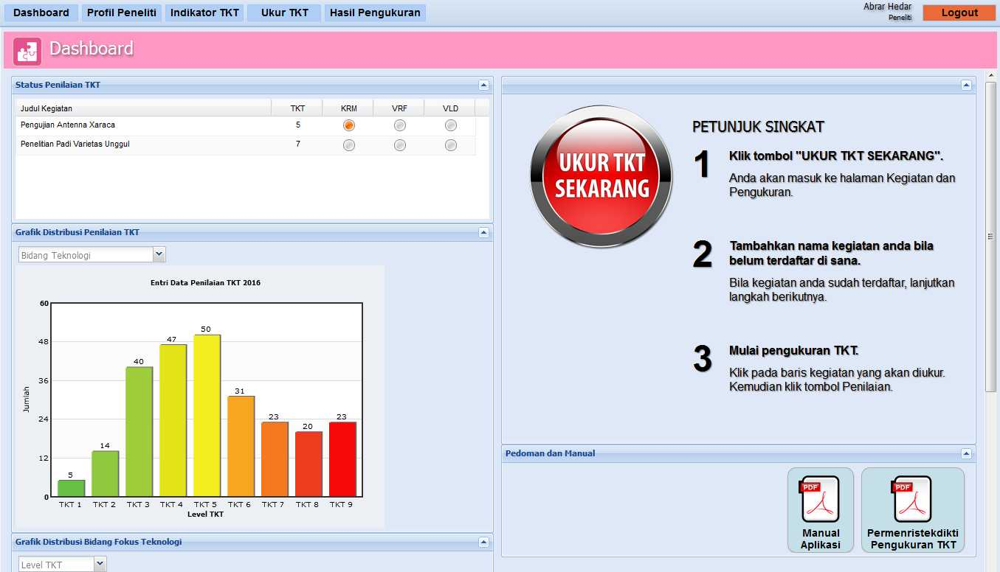 Dashboard Profil Peneliti Indikator TKT Ukur TKT Hasil Pengukuran
Abrar Hedar
Peneliti
Logout
Dashboard
Status Penilaian TKT
Judul Kegiatan TKT KRM VRF VLD
Pengujian Antenna Xaraca 5
Penelitian Padi Varietas Unggul 7
Grafik Distribusi Penilaian TKT
Bidang Teknologi
Entri Data Penilaian TKT 2016
60
48
36
24
12
0
Jumlah
5
14
40
47
50
31
23
20
23
TKT 1 TKT 2 TKT 3 TKT 4 TKT 5 TKT 6 TKT 7 TKT 8 TKT 9
Level TKT
Grafik Distribusi Bidang Fokus Teknologi
Level TKT
UKUR TKT
SEKARANG
PETUNJUK SINGKAT
1
Klik tombol "UKUR TKT SEKARANG".
Anda akan masuk ke halaman Kegiatan dan
Pengukuran.
2
Tambahkan nama kegiatan anda bila
belum terdaftar di sana.
Bila kegiatan anda sudah terdaftar, lanjutkan
langkah berikutnya.
3
Mulai pengukuran TKT.
Klik pada baris kegiatan yang akan diukur.
Kemudian klik tombol Penilaian.
Pedoman dan Manual
PDF
Manual
Aplikasi
PDF
Permenristekdikti
Pengukuran TKT